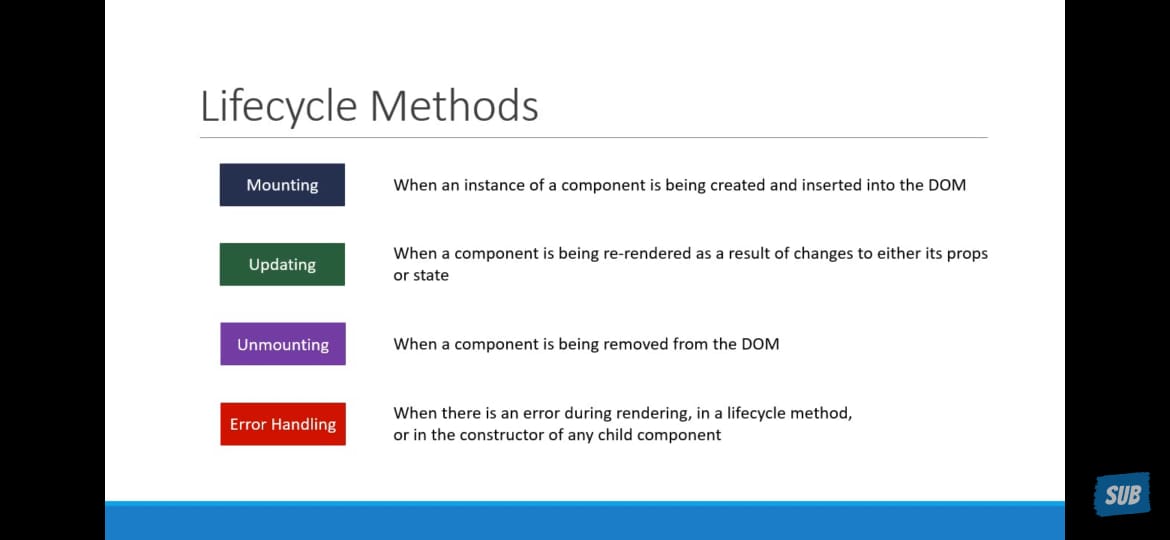 Lifecycle Methods
Mounting
When an instance of a component is being created and inserted into the DOM
Updating
When a component is being re-rendered as a result of changes to either its props
or state
Unmounting
When a component is being removed from the DOM
Error Handling
When there is an error during rendering, in a lifecycle method,
or in the constructor of any child component
SUB